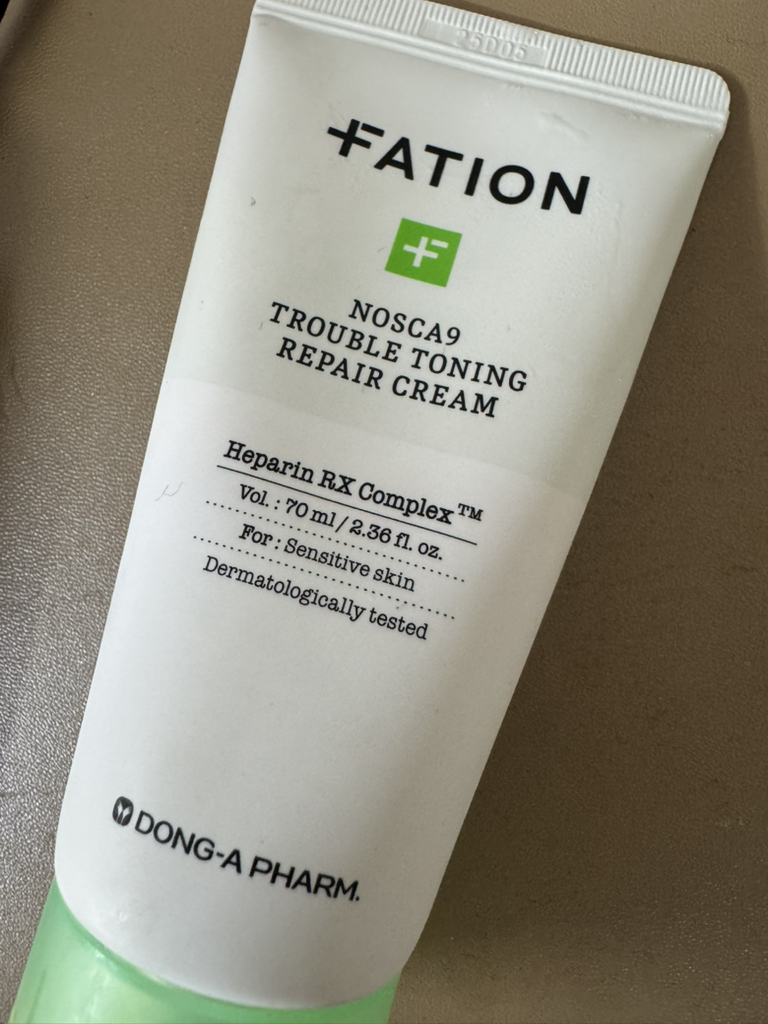 25D05
FATION
F
NOSCA9
TROUBLE TONING
REPAIR CREAM
Heparin RX Complex™
Vol. : 70 ml / 2.36 fl. oz.
For : Sensitive skin
Dermatologically tested
DONG-A PHARM.